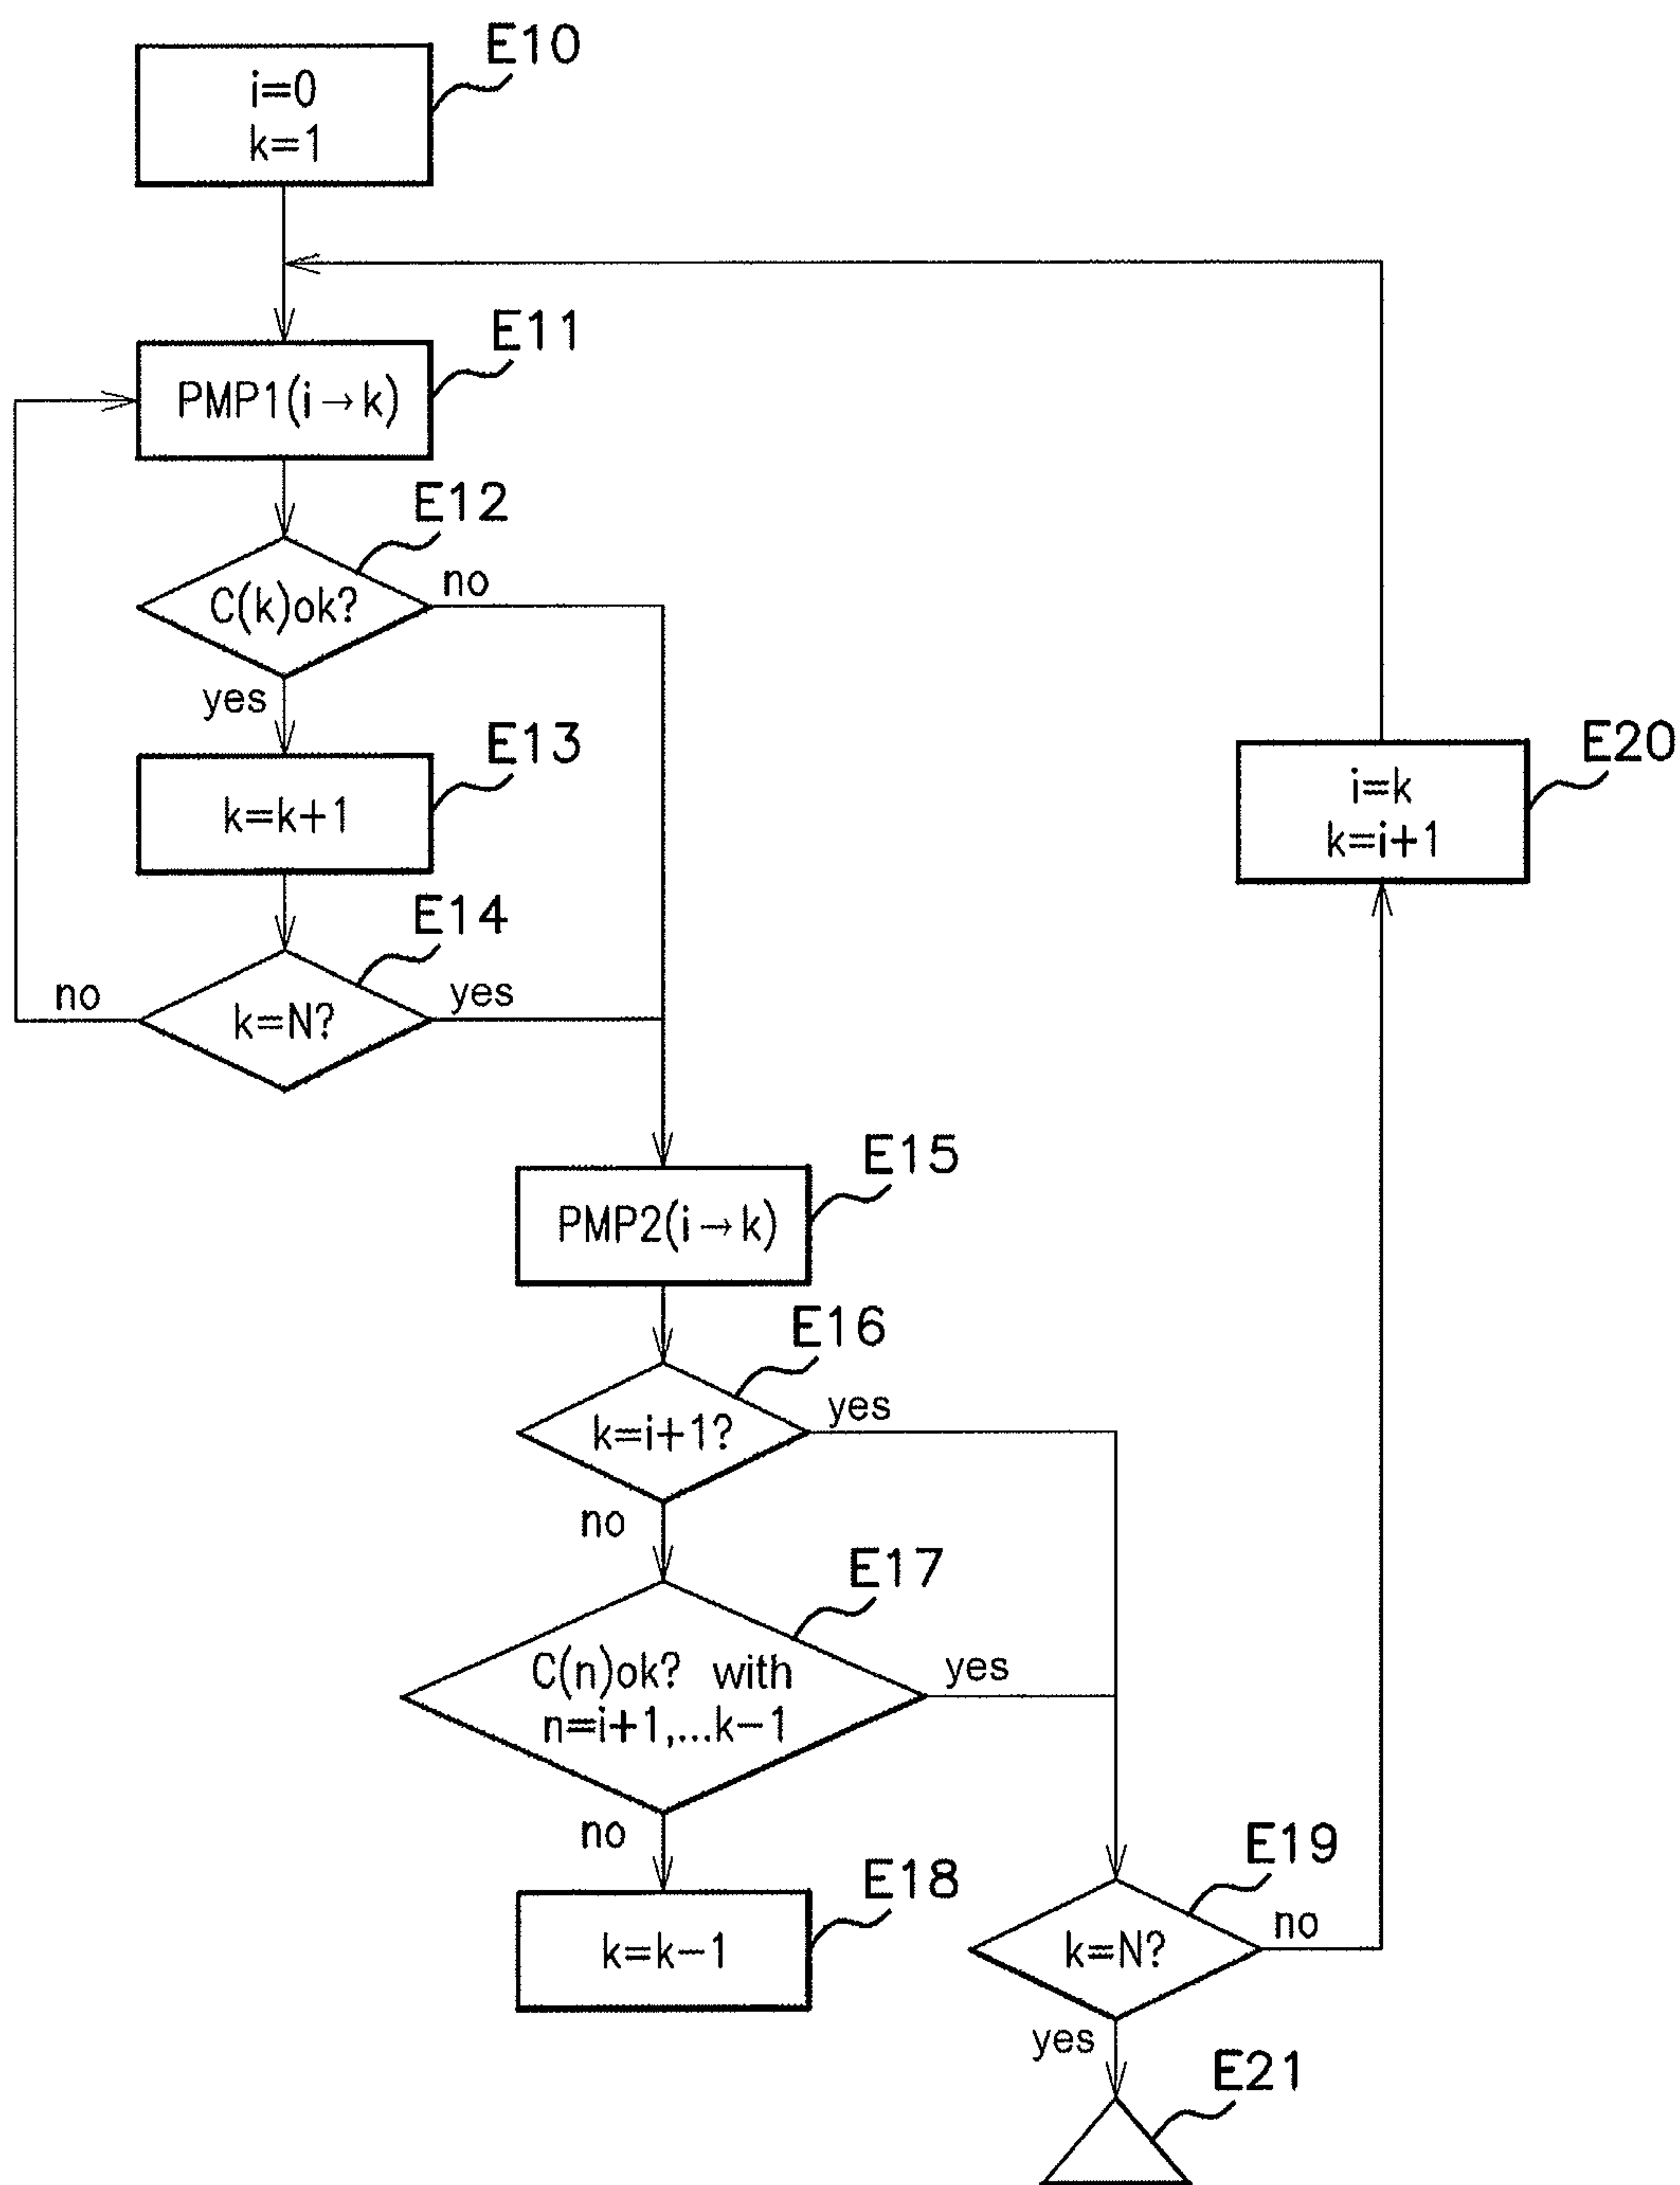 E10
i=0
k=1
E11
PMP1(i→k)
E12
C(k)ok?
no
yes
E13
k=k+1
E20
i=k
k=i+1
E14
k=N?
no
yes
E15
PMP2(i→k)
E16
k=i+1?
yes
no
E17
C(n)ok? with
n=i+1,...k-1
yes
no
E18
k=k-1
E19
k=N?
no
yes
E21